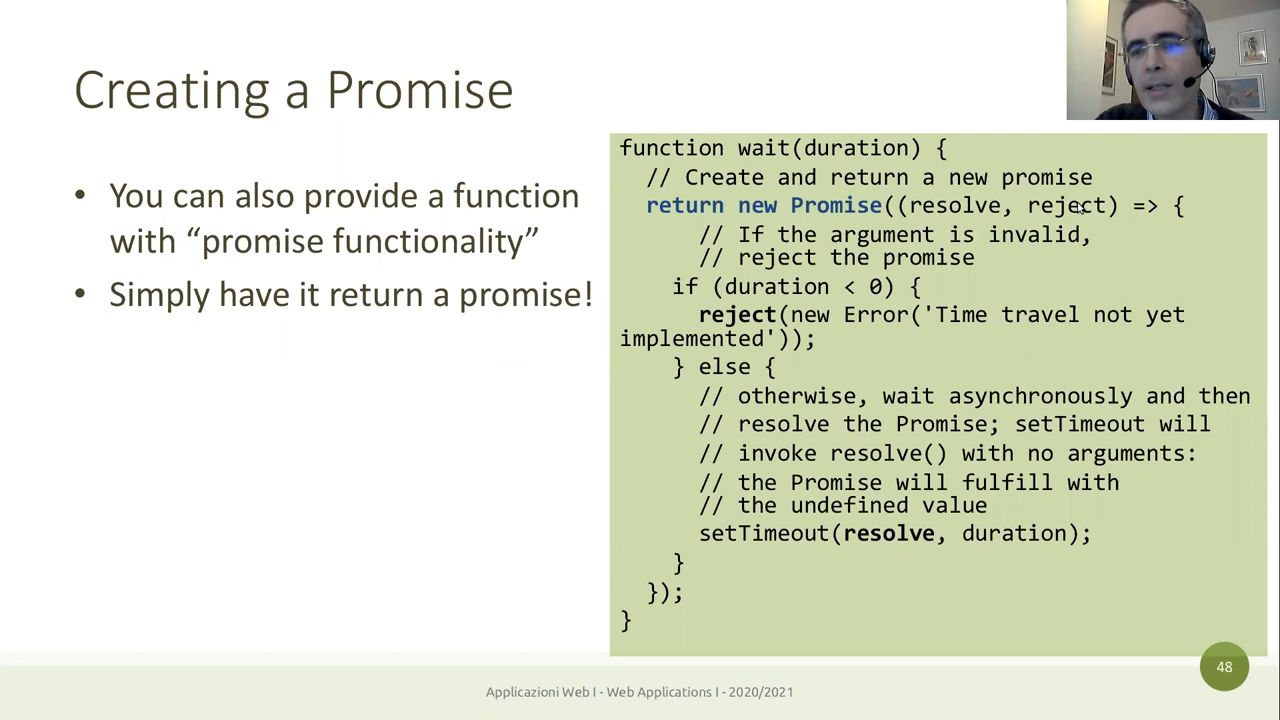 Creating a Promise
• You can also provide a function
with “promise functionality”
• Simply have it return a promise!
function wait(duration) {
// Create and return a new promise
return new Promise((resolve, reject) => {
// If the argument is invalid,
// reject the promise
if (duration < 0) {
reject(new Error('Time travel not yet
implemented'));
} else {
// otherwise, wait asynchronously and then
// resolve the Promise; setTimeout will
// invoke resolve() with no arguments:
// the Promise will fulfill with
// the undefined value
setTimeout(resolve, duration);
}
});
}
48
Applicazioni Web I - Web Applications I - 2020/2021